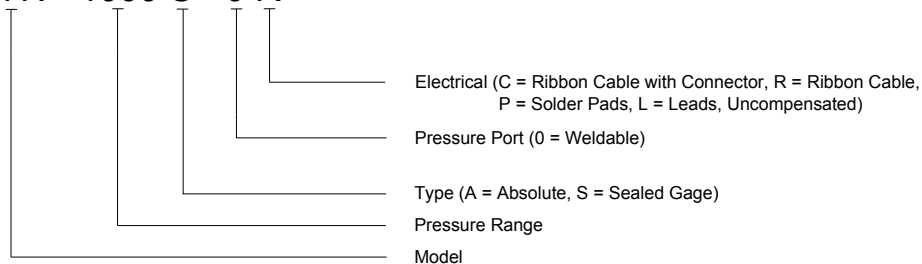 Electrical (C = Ribbon Cable with Connector, R = Ribbon Cable,
P = Solder Pads, L = Leads, Uncompensated)
Pressure Port (0 = Weldable)
Type (A = Absolute, S = Sealed Gage)
Pressure Range
Model